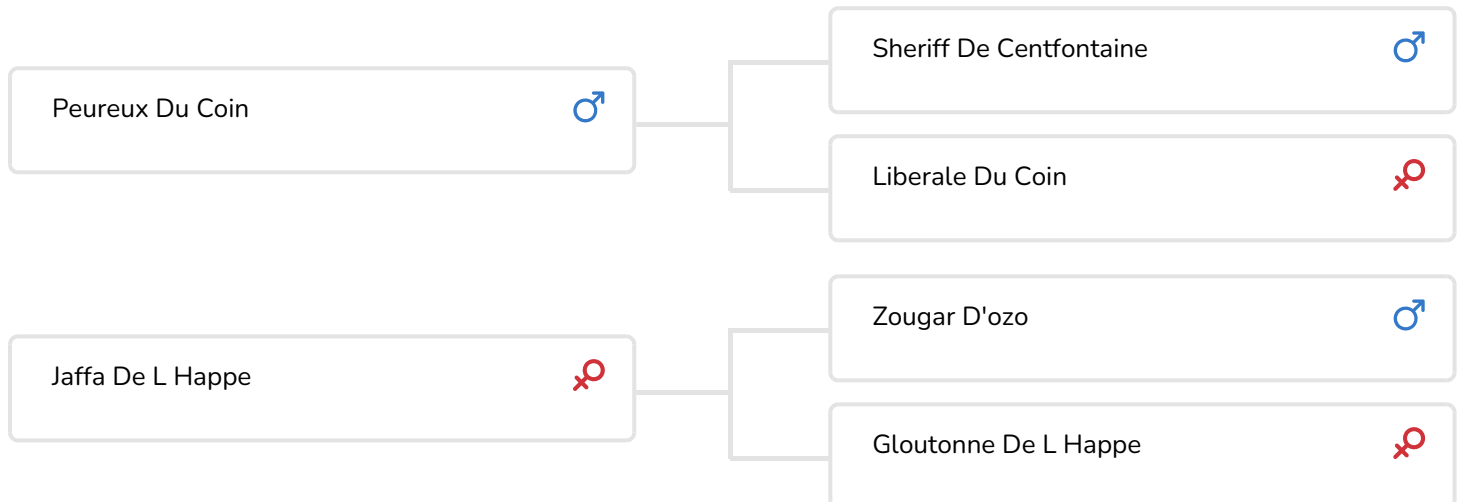 Sheriff De Centfontaine
Peureux Du Coin
Liberale Du Coin
Zougar D'ozo
Jaffa De L Happe
Gloutonne De L Happe